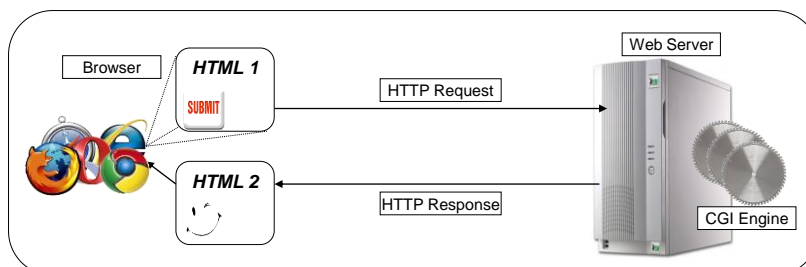 Web Server
Browser
HTML 1
SUBMIT
HTTP Request
HTML 2
HTTP Response
CGI Engine